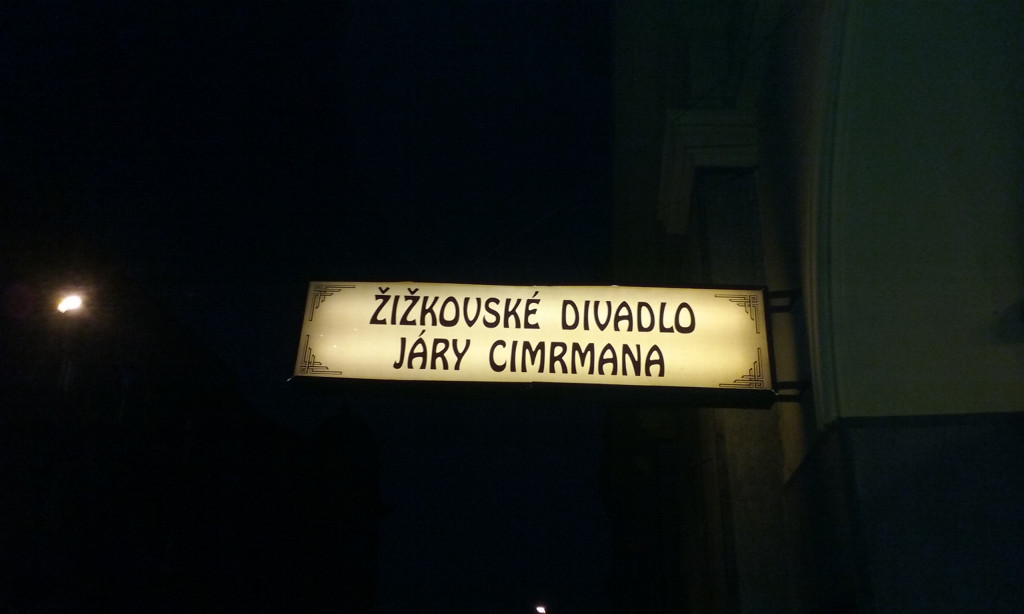 ŽIŽKOVSKÉ DIVADLO
JÁRY CIMRMANA